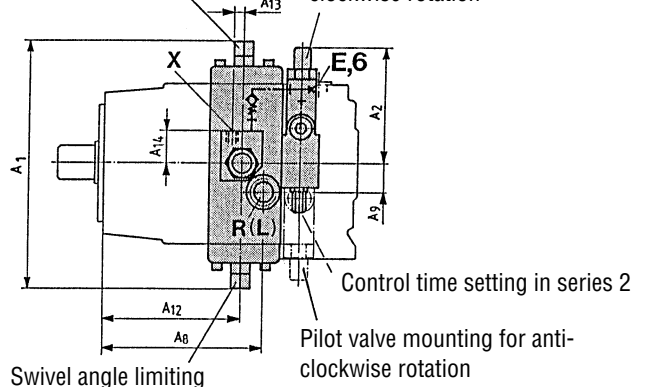 A13
clockwise rotation
X
E,6
A2
A14
A1
A9
R(L)
Control time setting in series 2
A12
A8
Pilot valve mounting for anti-
clockwise rotation
Swivel angle limiting